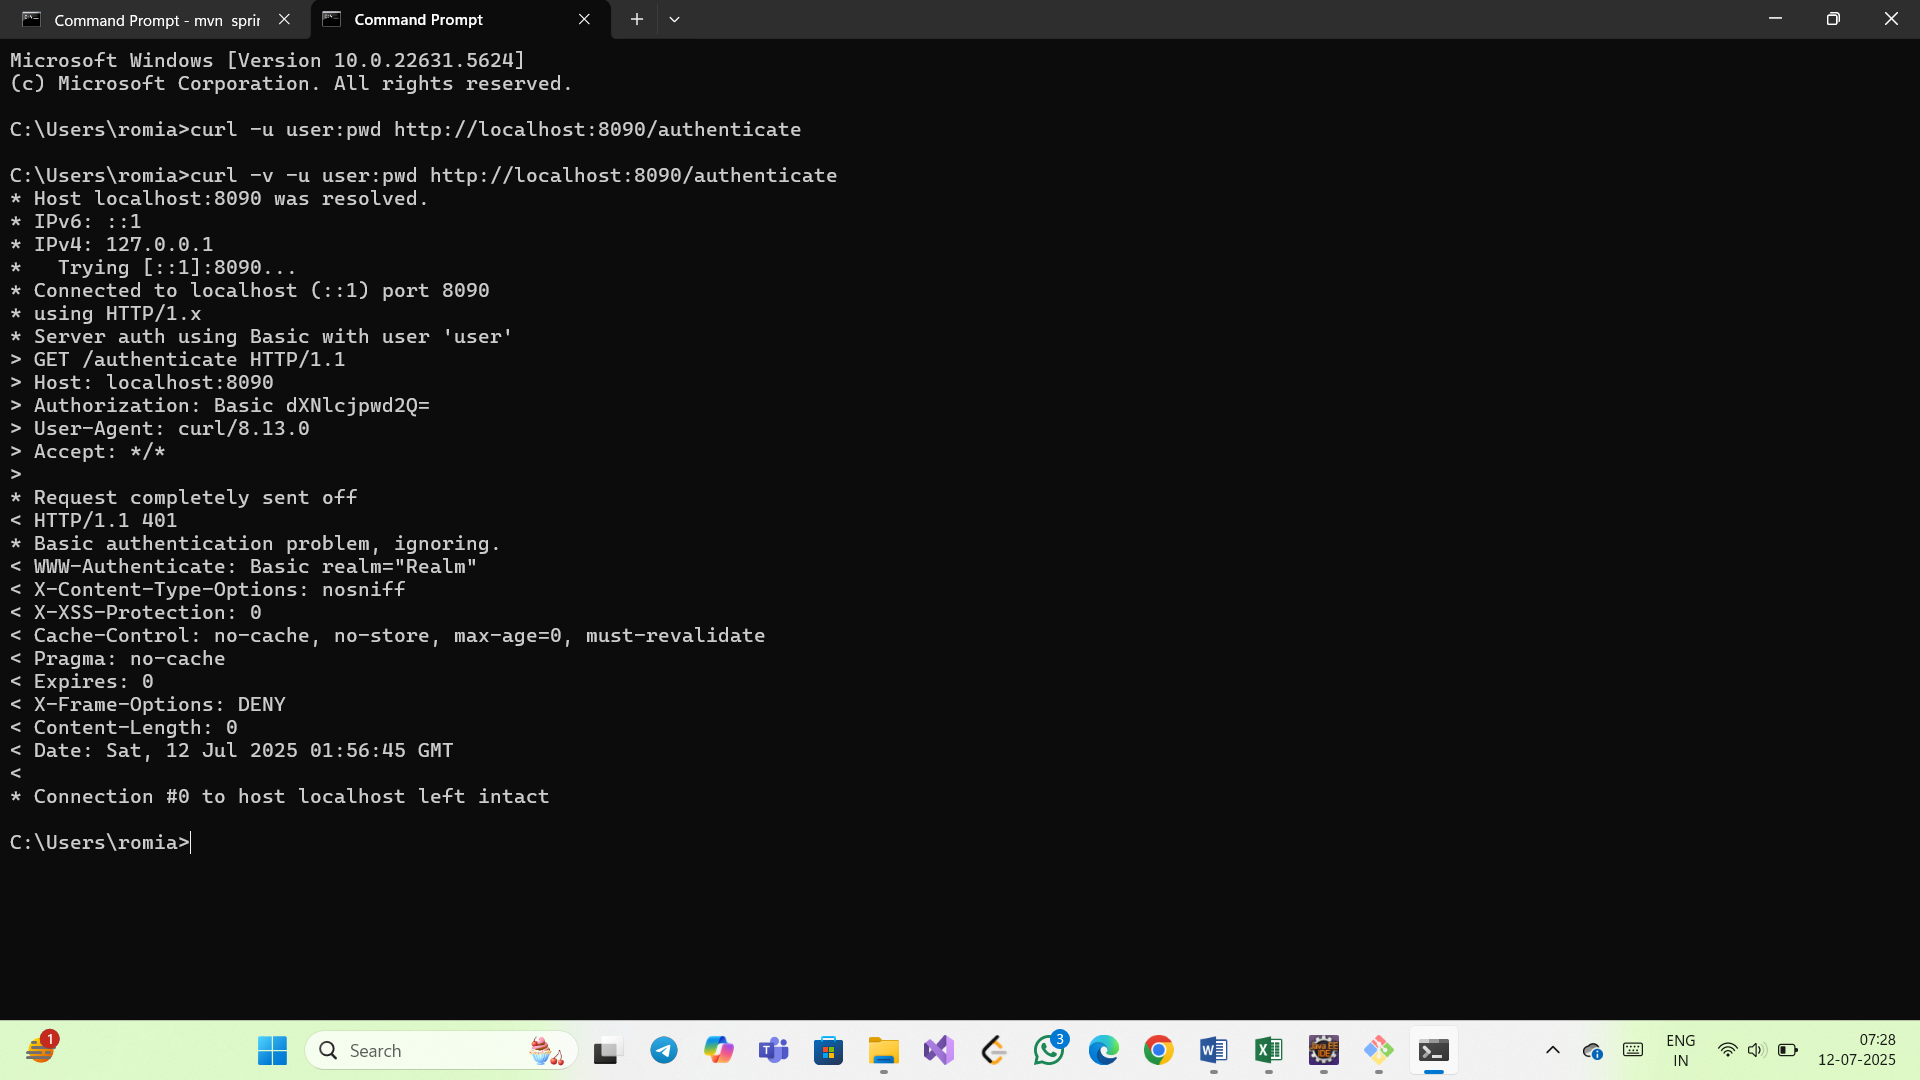 Command Prompt - mvn  sprir
Command Prompt
Microsoft Windows [Version 10.0.22631.5624]
(c) Microsoft Corporation. All rights reserved.
C:\Users\romia>curl -u user:pwd http://localhost:8090/authenticate
C:\Users\romia>curl -v -u user:pwd http://localhost:8090/authenticate
* Host localhost:8090 was resolved.
* IPv6: ::1
* IPv4: 127.0.0.1
*   Trying [::1]:8090...
* Connected to localhost (::1) port 8090
* using HTTP/1.x
* Server auth using Basic with user 'user'
> GET /authenticate HTTP/1.1
> Host: localhost:8090
> Authorization: Basic dXNlcjpwd2Q=
> User-Agent: curl/8.13.0
> Accept: */*
>
* Request completely sent off
< HTTP/1.1 401
* Basic authentication problem, ignoring.
< WWW-Authenticate: Basic realm="Realm"
< X-Content-Type-Options: nosniff
< X-XSS-Protection: 0
< Cache-Control: no-cache, no-store, max-age=0, must-revalidate
< Pragma: no-cache
< Expires: 0
< X-Frame-Options: DENY
< Content-Length: 0
< Date: Sat, 12 Jul 2025 01:56:45 GMT
<
* Connection #0 to host localhost left intact
C:\Users\romia>
1
Search
3
Java EE
IDE
ENG
IN
07:28
12-07-2025